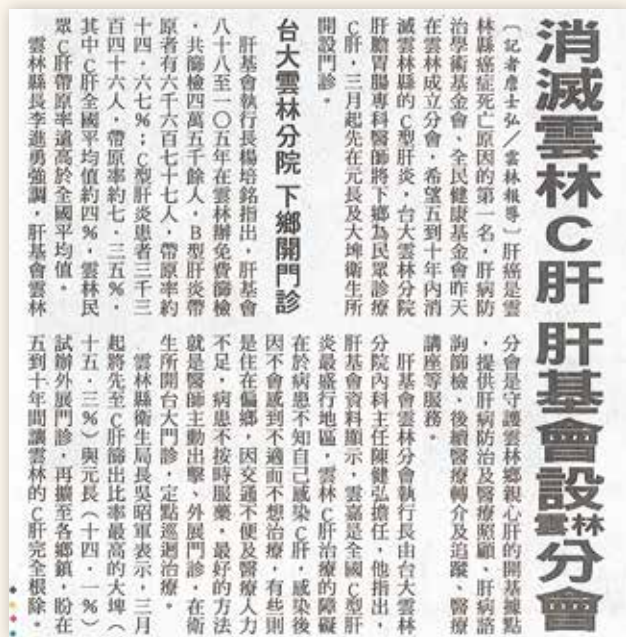 消滅雲林C肝 肝基會設雲林分會
〔記者詹士弘/雲林報導〕肝癌是雲
林縣癌症死亡原因的第一名,肝病防
治學術基金會、全民健康基金會昨天
在雲林成立分會,希望五到十年內消
滅雲林縣的C型肝炎,台大雲林分院
肝膽胃腸專科醫師將下鄉為民眾診療
C肝,三月起先在元長及大埤衛生所
開設門診。
台大雲林分院 下鄉開門診
肝基會執行長楊培銘指出,肝基會
八十八至一〇五年在雲林辦免費篩檢
,共篩檢四萬五千餘人,B型肝炎帶
原者有六千六百七十七人,帶原率約
十四.六七%;C型肝炎患者三千三
百四十六人,帶原率約七.三五%,
其中C肝全國平均值約四%,雲林民
眾C肝帶原率遠高於全國平均值。
雲林縣長李進勇強調,肝基會雲林
分會是守護雲林鄉親心肝的開基據點
,提供肝病防治及醫療照顧、肝病諮
詢篩檢、後續醫療轉介及追蹤、醫療
講座等服務。
肝基會雲林分會執行長由台大雲林
分院內科主任陳健弘擔任,他指出,
肝基會資料顯示,雲嘉是全國C型肝
炎最盛行地區,雲林C肝治療的障礙
在於病患不知自己感染C肝,感染後
因不會感到不適而不想治療,有些則
是住在偏鄉,因交通不便及醫療人力
不足,病患不按時服藥,最好的方法
就是醫師主動出擊、外展門診,在衛
生所開台大門診,定點巡迴治療。
雲林縣衛生局長吳昭軍表示,三月
起將先至C肝篩出比率最高的大埤(
十五.三%)與元長(十四.一%)
試辦外展門診,再擴至各鄉鎮,盼在
五到十年間讓雲林的C肝完全根除。